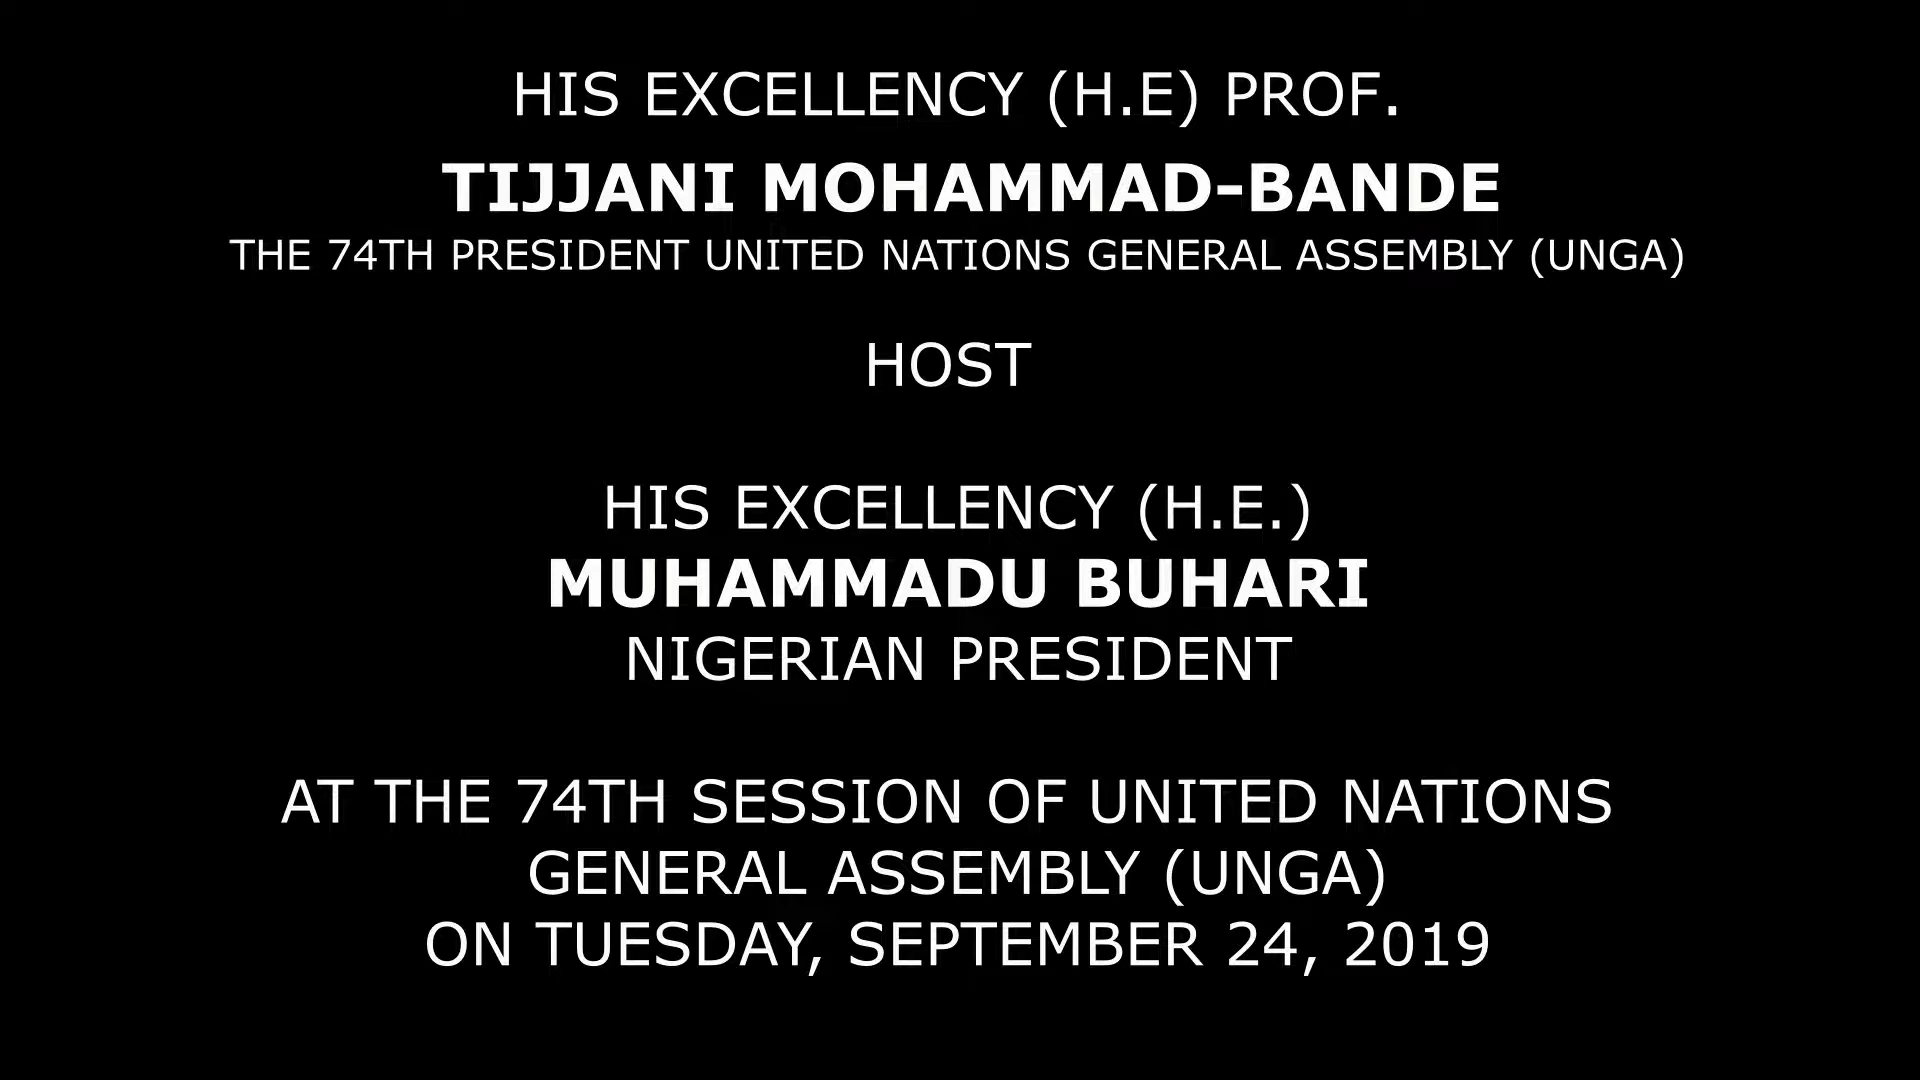 HIS EXCELLENCY (H.E) PROF.
TIJJANI MOHAMMAD-BANDE
THE 74TH PRESIDENT UNITED NATIONS GENERAL ASSEMBLY (UNGA)
HOST
HIS EXCELLENCY (H.E.)
MUHAMMADU BUHARI
NIGERIAN PRESIDENT
AT THE 74TH SESSION OF UNITED NATIONS
GENERAL ASSEMBLY (UNGA)
ON TUESDAY, SEPTEMBER 24, 2019